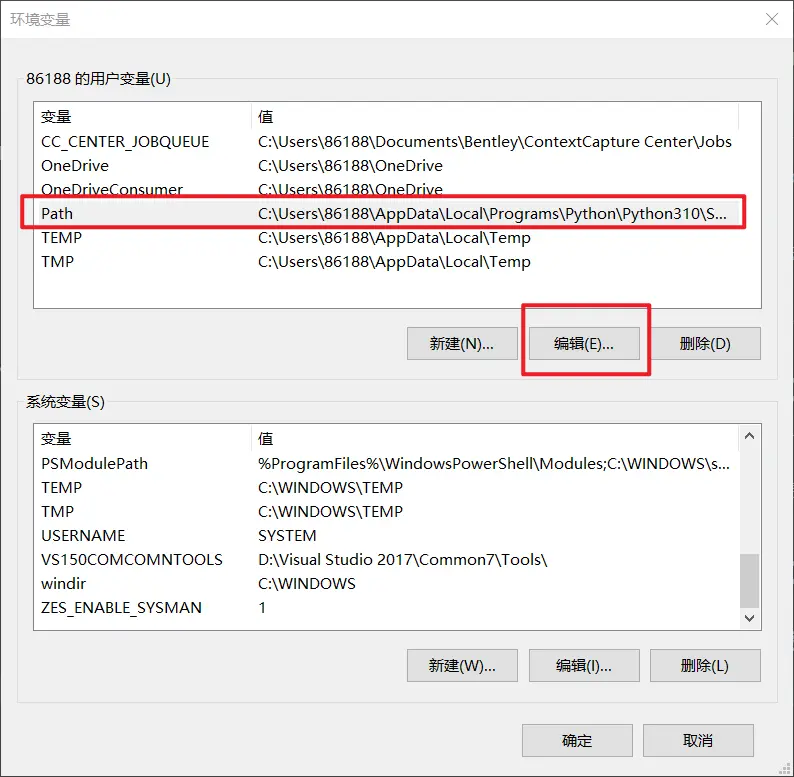 环境变量
86188 的用户变量(U)
变量 值
CC_CENTER_JOBQUEUE C:\Users\86188\Documents\Bentley\ContextCapture Center\Jobs
OneDrive C:\Users\86188\OneDrive
OneDriveConsumer C:\Users\86188\OneDrive
Path C:\Users\86188\AppData\Local\Programs\Python\Python310\S...
TEMP C:\Users\86188\AppData\Local\Temp
TMP C:\Users\86188\AppData\Local\Temp
新建(N)... 编辑(E)... 删除(D)
系统变量(S)
变量 值
PSModulePath %ProgramFiles%\WindowsPowerShell\Modules;C:\WINDOWS\s...
TEMP C:\WINDOWS\TEMP
TMP C:\WINDOWS\TEMP
USERNAME SYSTEM
VS150COMCOMNTOOLS D:\Visual Studio 2017\Common7\Tools\
windir C:\WINDOWS
ZES_ENABLE_SYSMAN 1
新建(W)... 编辑(I)... 删除(L)
确定 取消